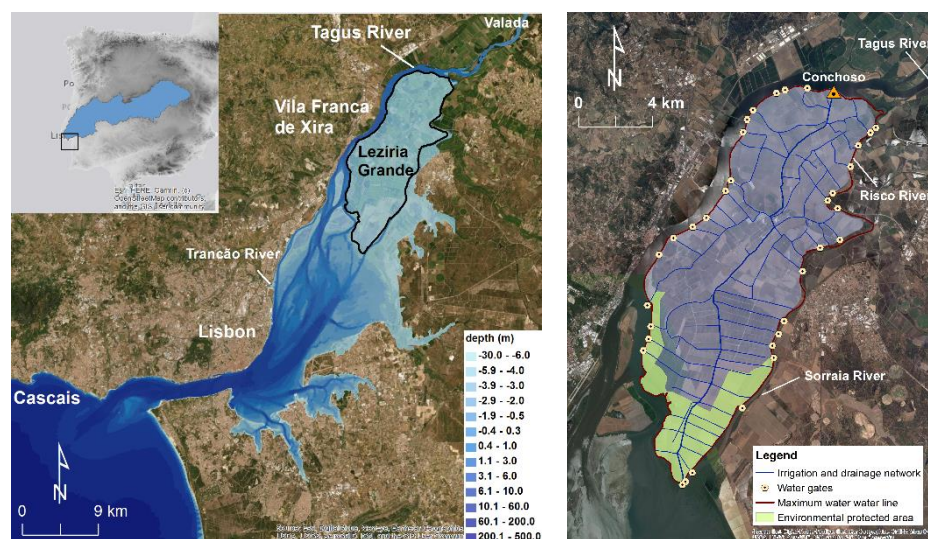 Valada
Tagus River
Vila Franca
de Xira
Leziria
Grande
Trancão River
Lisbon
Cascais
Po
Lis
N
0 9 km
depth (m)
-30.0 - -6.0
-5.9 - -4.0
-3.9 - -3.0
-2.9 - -2.0
-1.9 - -0.5
-0.4 - 0.3
0.4 - 1.0
1.1 - 3.0
3.1 - 6.0
6.1 - 10.0
10.1 - 60.0
60.1 - 200.0
200.1 - 500.0
N
0 4 km
Tagus River
Conchoso
Risco River
Sorraia River
Legend
Irrigation and drainage network
Water gates
Maximum water water line
Environmental protected area